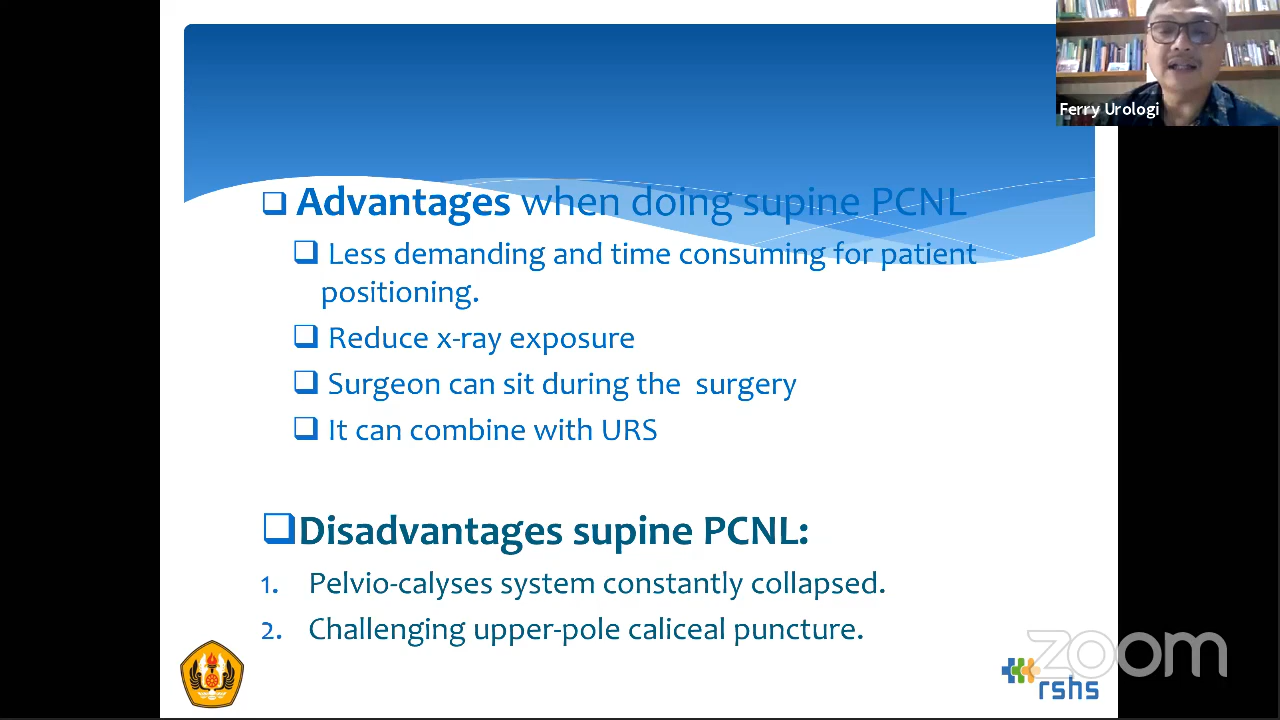 Ferry Urologi
Advantages when doing supine PCNL
Less demanding and time consuming for patient
positioning.
Reduce x-ray exposure
Surgeon can sit during the  surgery
It can combine with URS
Disadvantages supine PCNL:
1. Pelvio-calyses system constantly collapsed.
2. Challenging upper-pole caliceal puncture.
zoom
rshs